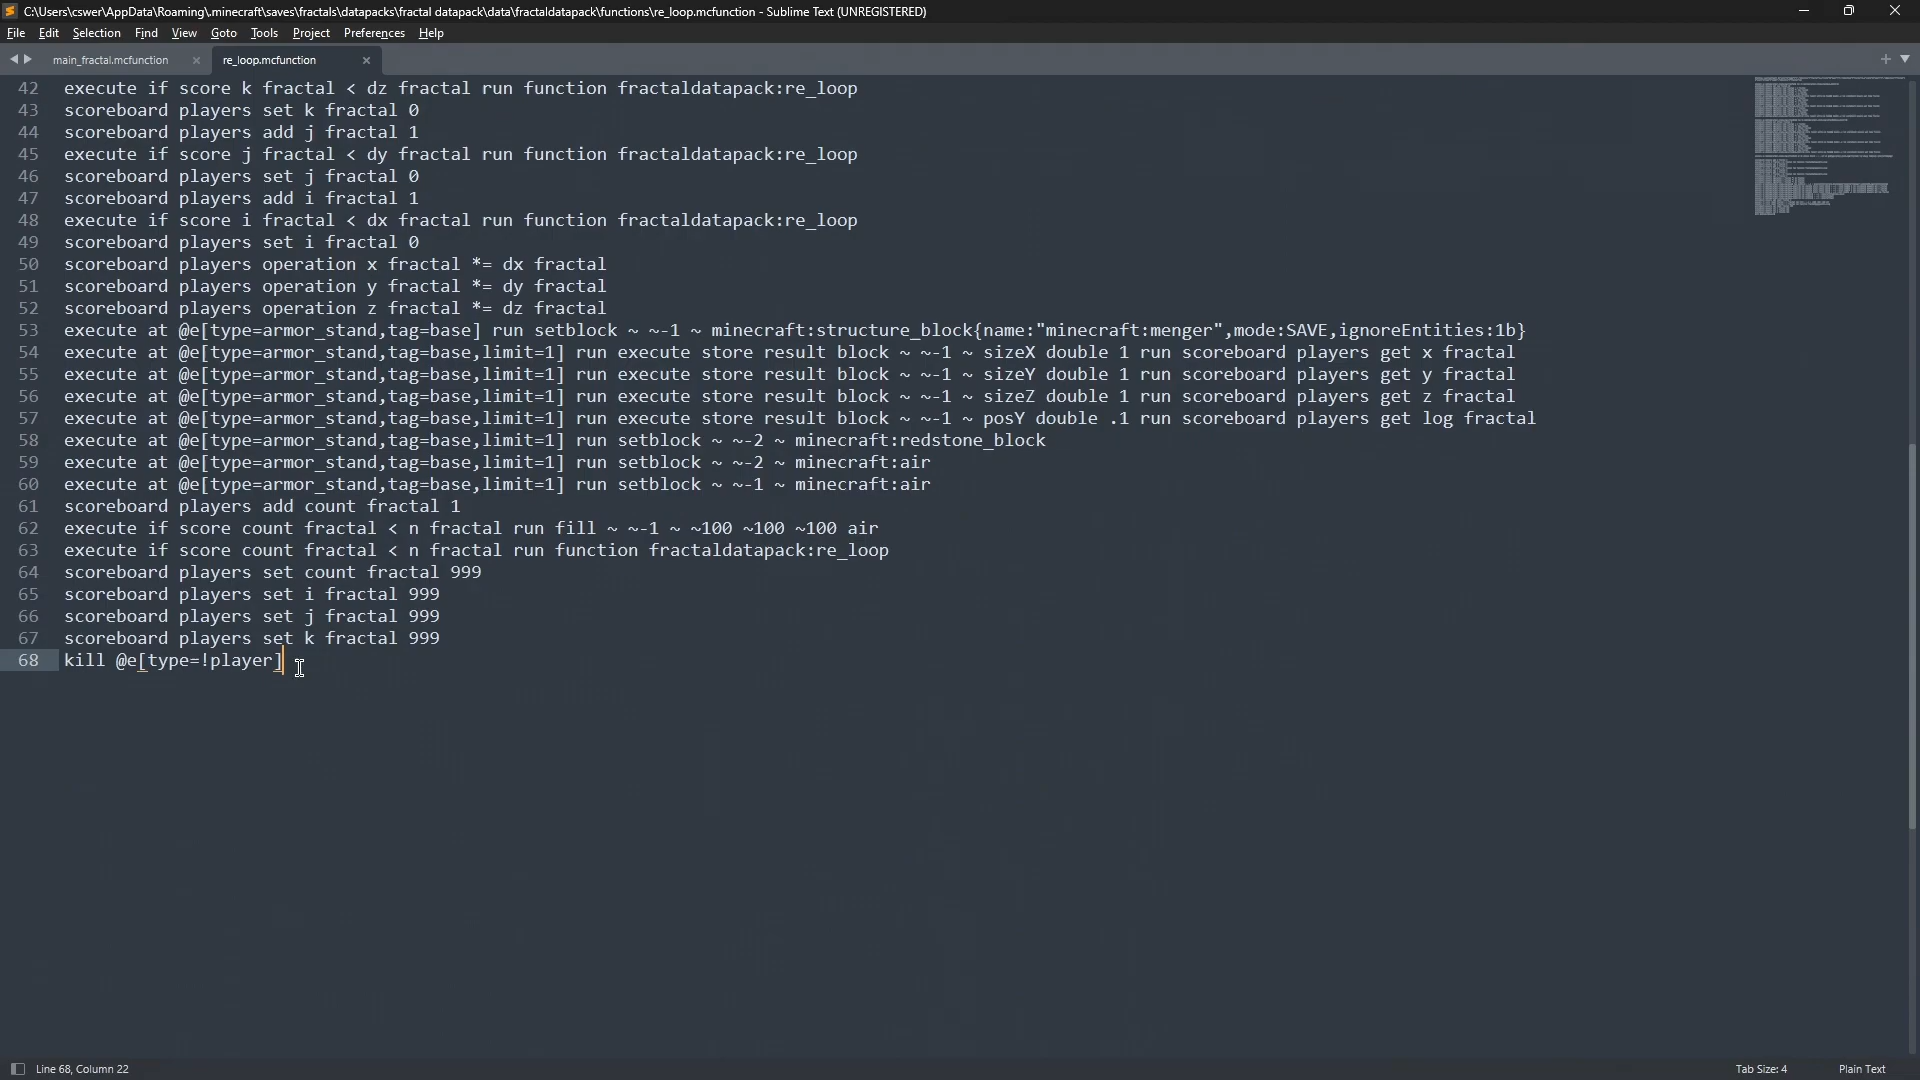 C:\Users\cswer\AppData\Roaming\.minecraft\saves\fractals\datapacks\fractal datapack\data\fractaldatapack\functions\re_loop.mcfunction - Sublime Text (UNREGISTERED)
File Edit Selection Find View Goto Tools Project Preferences Help
main_fractal.mcfunction re_loop.mcfunction
42 execute if score k fractal < dz fractal run function fractaldatapack:re_loop
43 scoreboard players set k fractal 0
44 scoreboard players add j fractal 1
45 execute if score j fractal < dy fractal run function fractaldatapack:re_loop
46 scoreboard players set j fractal 0
47 scoreboard players add i fractal 1
48 execute if score i fractal < dx fractal run function fractaldatapack:re_loop
49 scoreboard players set i fractal 0
50 scoreboard players operation x fractal *= dx fractal
51 scoreboard players operation y fractal *= dy fractal
52 scoreboard players operation z fractal *= dz fractal
53 execute at @e[type=armor_stand,tag=base] run setblock ~ ~-1 ~ minecraft:structure_block{name:"minecraft:menger",mode:SAVE,ignoreEntities:1b}
54 execute at @e[type=armor_stand,tag=base,limit=1] run execute store result block ~ ~-1 ~ sizeX double 1 run scoreboard players get x fractal
55 execute at @e[type=armor_stand,tag=base,limit=1] run execute store result block ~ ~-1 ~ sizeY double 1 run scoreboard players get y fractal
56 execute at @e[type=armor_stand,tag=base,limit=1] run execute store result block ~ ~-1 ~ sizeZ double 1 run scoreboard players get z fractal
57 execute at @e[type=armor_stand,tag=base,limit=1] run execute store result block ~ ~-1 ~ posY double .1 run scoreboard players get log fractal
58 execute at @e[type=armor_stand,tag=base,limit=1] run setblock ~ ~-2 ~ minecraft:redstone_block
59 execute at @e[type=armor_stand,tag=base,limit=1] run setblock ~ ~-2 ~ minecraft:air
60 execute at @e[type=armor_stand,tag=base,limit=1] run setblock ~ ~-1 ~ minecraft:air
61 scoreboard players add count fractal 1
62 execute if score count fractal < n fractal run fill ~ ~-1 ~ ~100 ~100 ~100 air
63 execute if score count fractal < n fractal run function fractaldatapack:re_loop
64 scoreboard players set count fractal 999
65 scoreboard players set i fractal 999
66 scoreboard players set j fractal 999
67 scoreboard players set k fractal 999
68 kill @e[type=!player]
Line 68, Column 22 Tab Size: 4 Plain Text